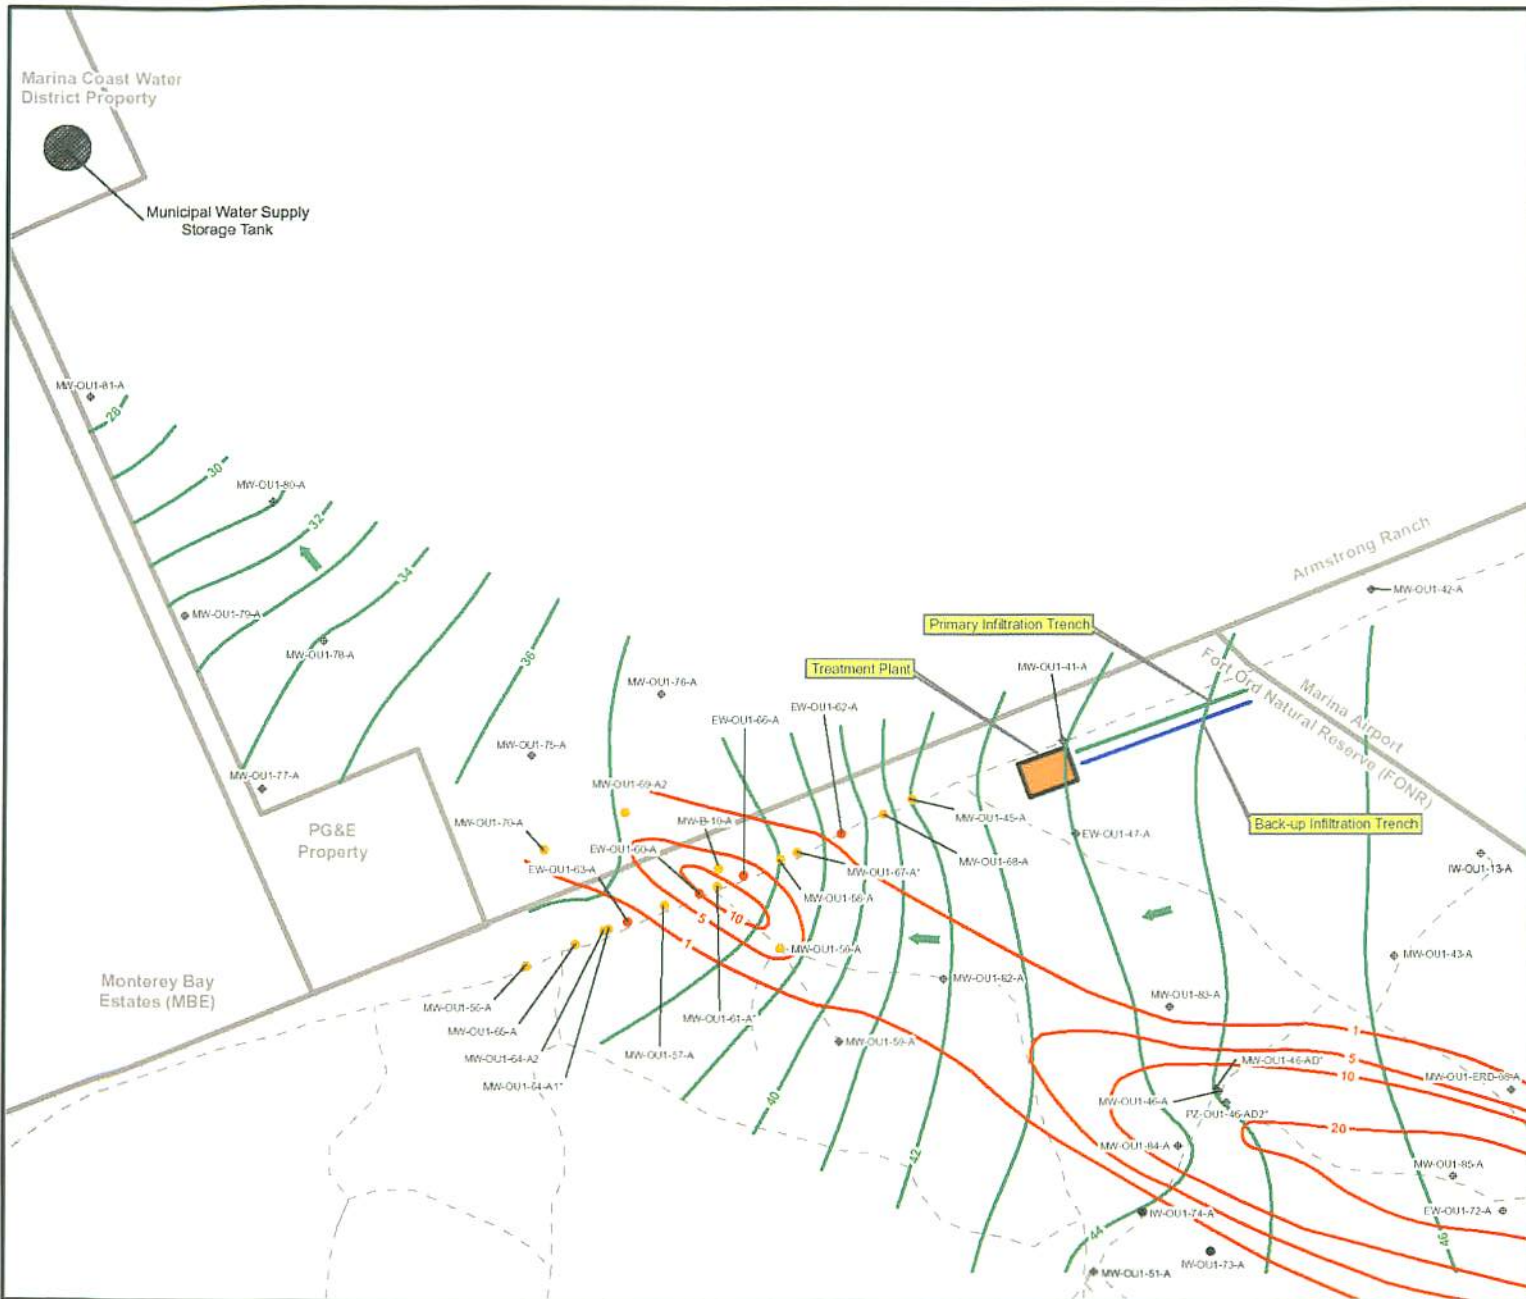 Marina Coast Water
District Property
Municipal Water Supply
Storage Tank
MW-OU1-81-A
28
30
MW-OU1-80-A
32
34
MW-OU1-79-A
MW-OU1-78-A
36
MW-OU1-76-A
MW-OU1-75-A
MW-OU1-77-A
PG&E
Property
Monterey Bay
Estates (MBE)
Armstrong Ranch
MW-OU1-42-A
Primary Infiltration Trench
Treatment Plant
MW-OU1-41-A
Fort Ord Natural Reserve (FONR)
Marina Airport
EW-OU1-62-A
EW-OU1-66-A
MW-OU1-69-A2
MW-B-10-A
MW-OU1-70-A
EW-OU1-60-A
EW-OU1-63-A
MW-OU1-45-A
EW-OU1-47-A
Back-up Infiltration Trench
MW-OU1-68-A
MW-OU1-67-A*
MW-OU1-58-A
IW-OU1-13-A
10
5
1
MW-OU1-50-A
MW-OU1-82-A
MW-OU1-43-A
MW-OU1-83-A
MW-OU1-56-A
MW-OU1-65-A
MW-OU1-64-A2
MW-OU1-64-A1*
MW-OU1-57-A
MW-OU1-61-A*
MW-OU1-59-A
1
5
10
MW-OU1-46-AD*
MW-OU1-ERD-68-A
MW-OU1-46-A
PZ-OU1-46-AD2*
40
20
MW-OU1-84-A
42
MW-OU1-85-A
EW-OU1-72-A
IW-OU1-74-A
44
46
IW-OU1-73-A
MW-OU1-51-A